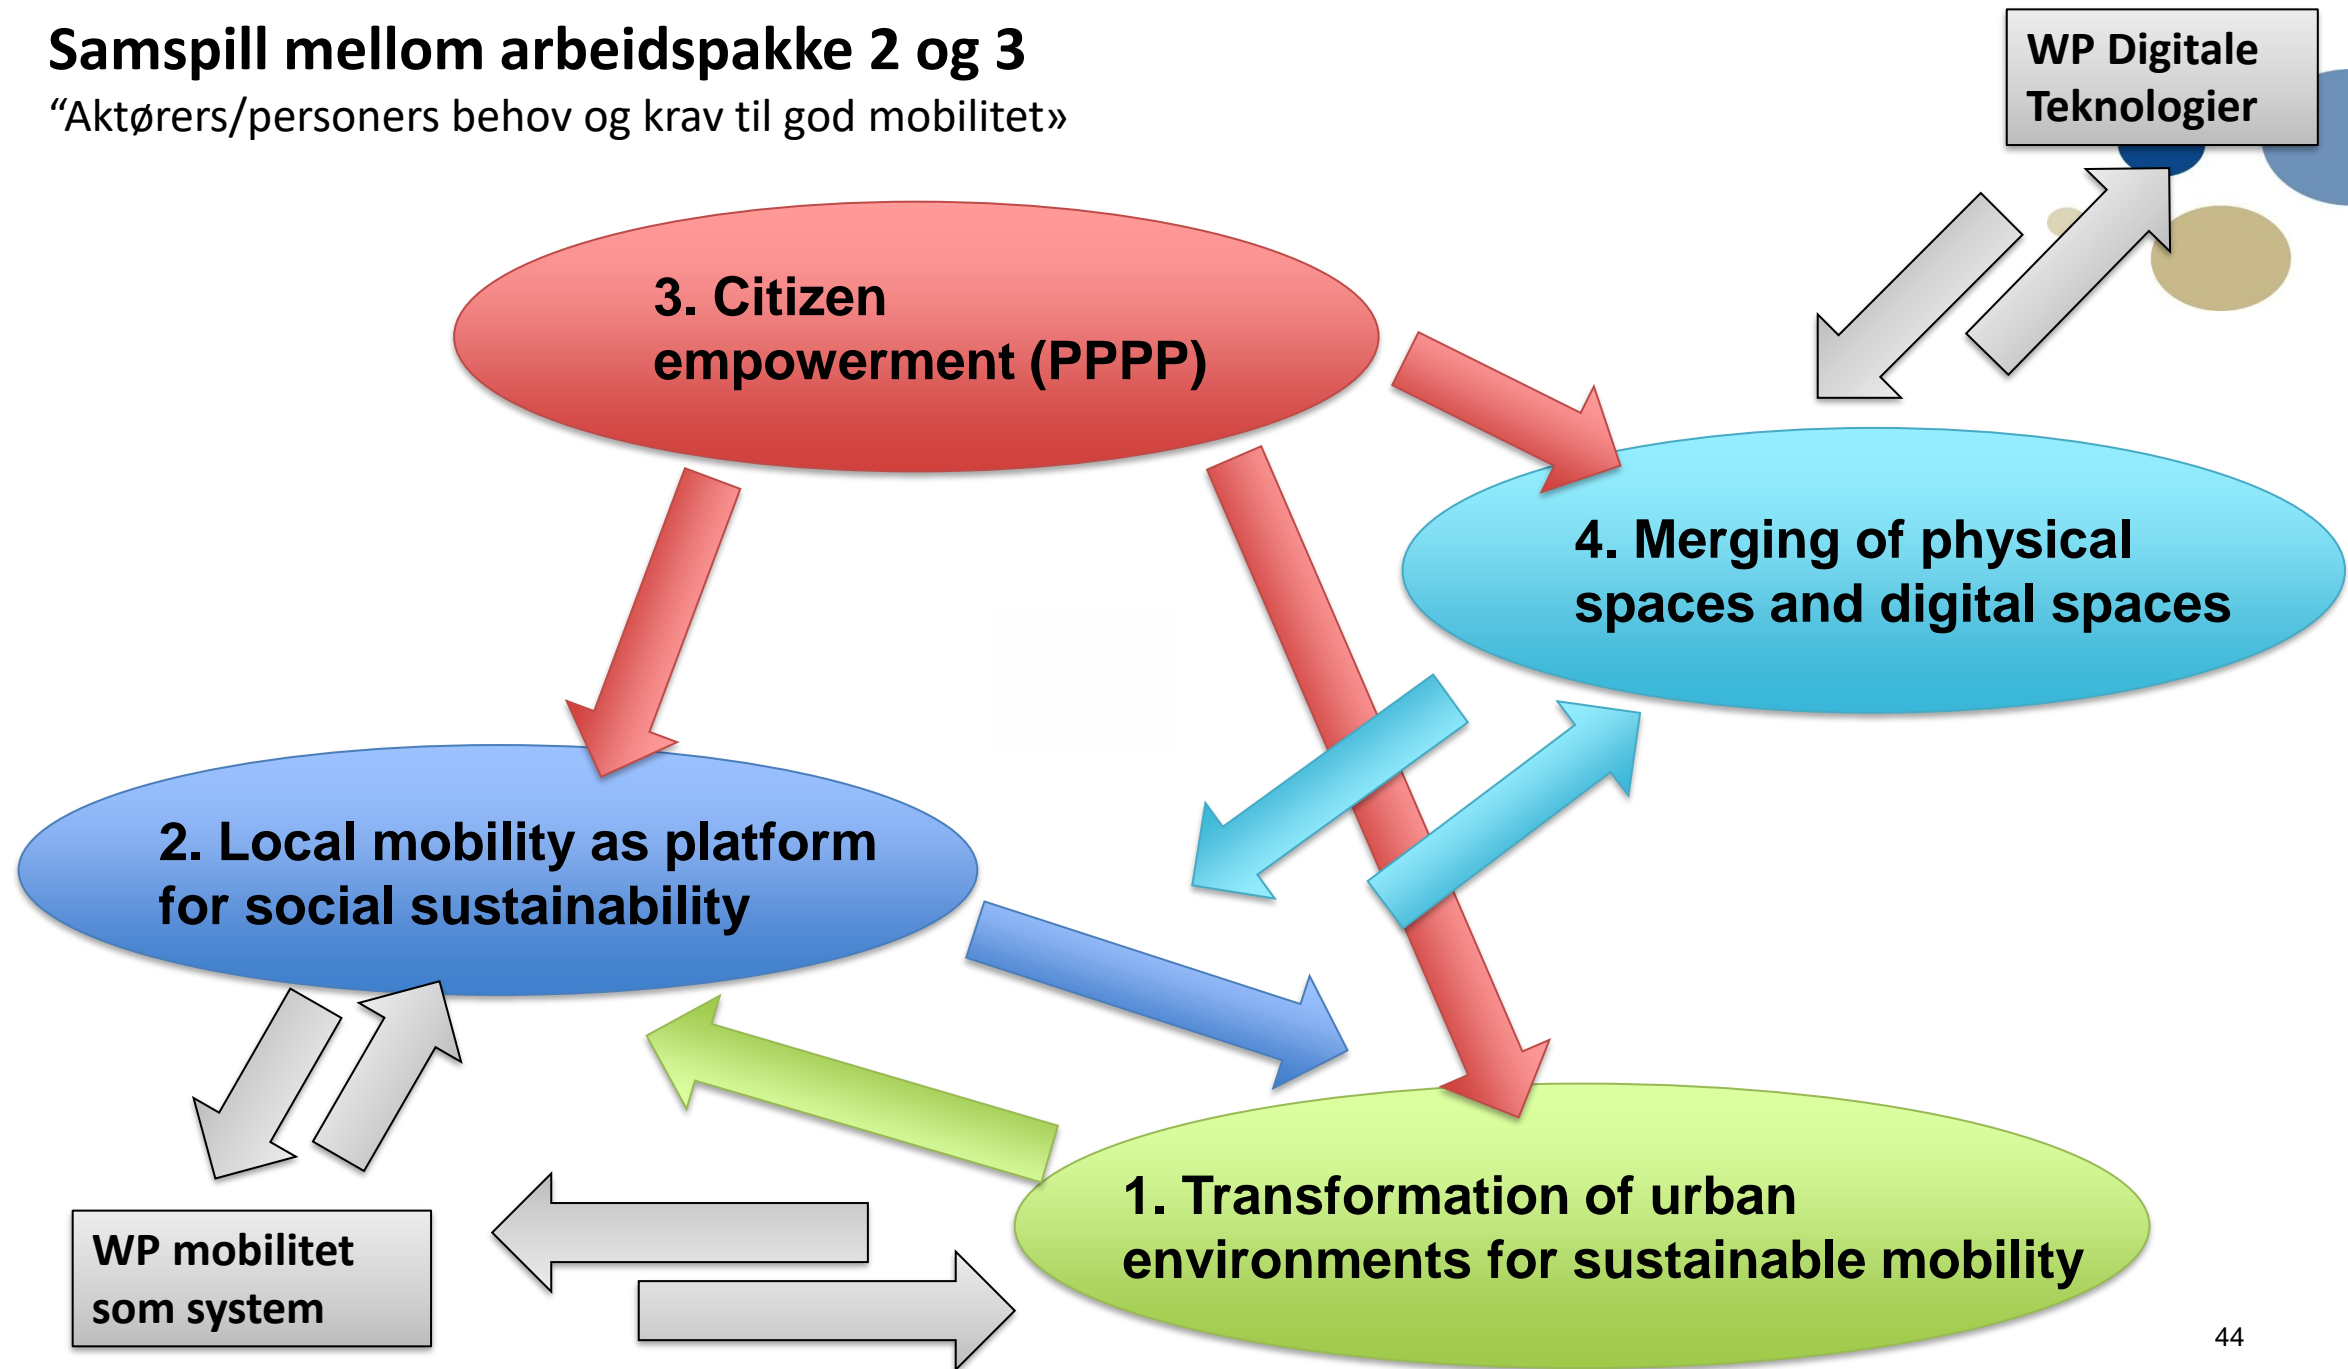 Samspill mellom arbeidspakke 2 og 3
“Aktørers/personers behov og krav til god mobilitet»
WP Digitale
Teknologier
3. Citizen
empowerment (PPPP)
4. Merging of physical
spaces and digital spaces
2. Local mobility as platform
for social sustainability
1. Transformation of urban
environments for sustainable mobility
WP mobilitet
som system
44